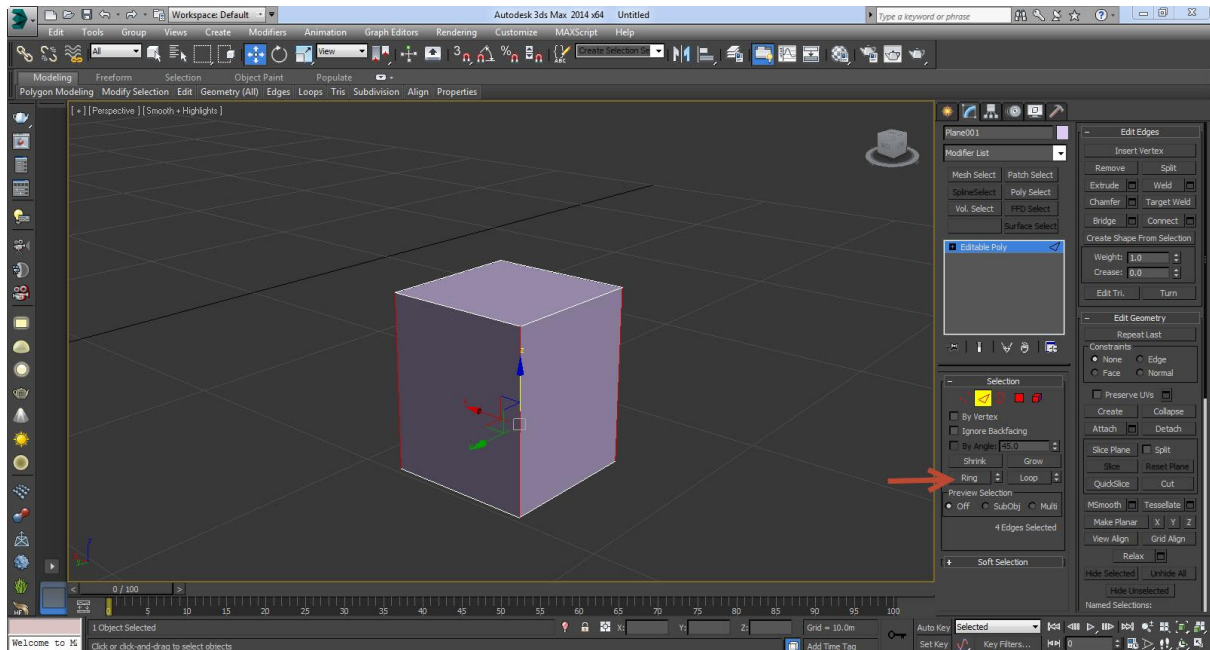 Workspace: Default
Autodesk 3ds Max 2014 x64 Untitled
Type a keyword or phrase
Edit Tools Group Views Create Modifiers Animation Graph Editors Rendering Customize MAXScript Help
All
View
Create Selection Se
Modeling Freeform Selection Object Paint Populate
Polygon Modeling Modify Selection Edit Geometry (All) Edges Loops Tris Subdivision Align Properties
[ + ] [ Perspective ] [ Smooth + Highlights ]
z
Plane001
Modifier List
Mesh Select Patch Select
SplineSelect Poly Select
Vol. Select FFD Select
Surface Select
Editable Poly
Selection
By Vertex
Ignore Backfacing
By Angle: 45.0
Shrink Grow
Ring Loop
Preview Selection
Off SubObj Multi
4 Edges Selected
+ Soft Selection
- Edit Edges
Insert Vertex
Remove Split
Extrude Weld
Chamfer Target Weld
Bridge Connect
Create Shape From Selection
Weight: 1.0
Crease: 0.0
Edit Tri. Turn
- Edit Geometry
Repeat Last
Constraints
None Edge
Face Normal
Preserve UVs
Create Collapse
Attach Detach
Slice Plane Split
Slice Reset Plane
QuickSlice Cut
MSmooth Tessellate
Make Planar X Y Z
View Align Grid Align
Relax
Hide Selected Unhide All
Hide Unselected
Named Selections:
< 0 / 100 >
0 5 10 15 20 25 30 35 40 45 50 55 60 65 70 75 80 85 90 95 100
1 Object Selected X: Y: Z: Grid = 10.0m Auto Key Selected
Welcome to M Click or click-and-drag to select objects Add Time Tag Set Key Key Filters... 0